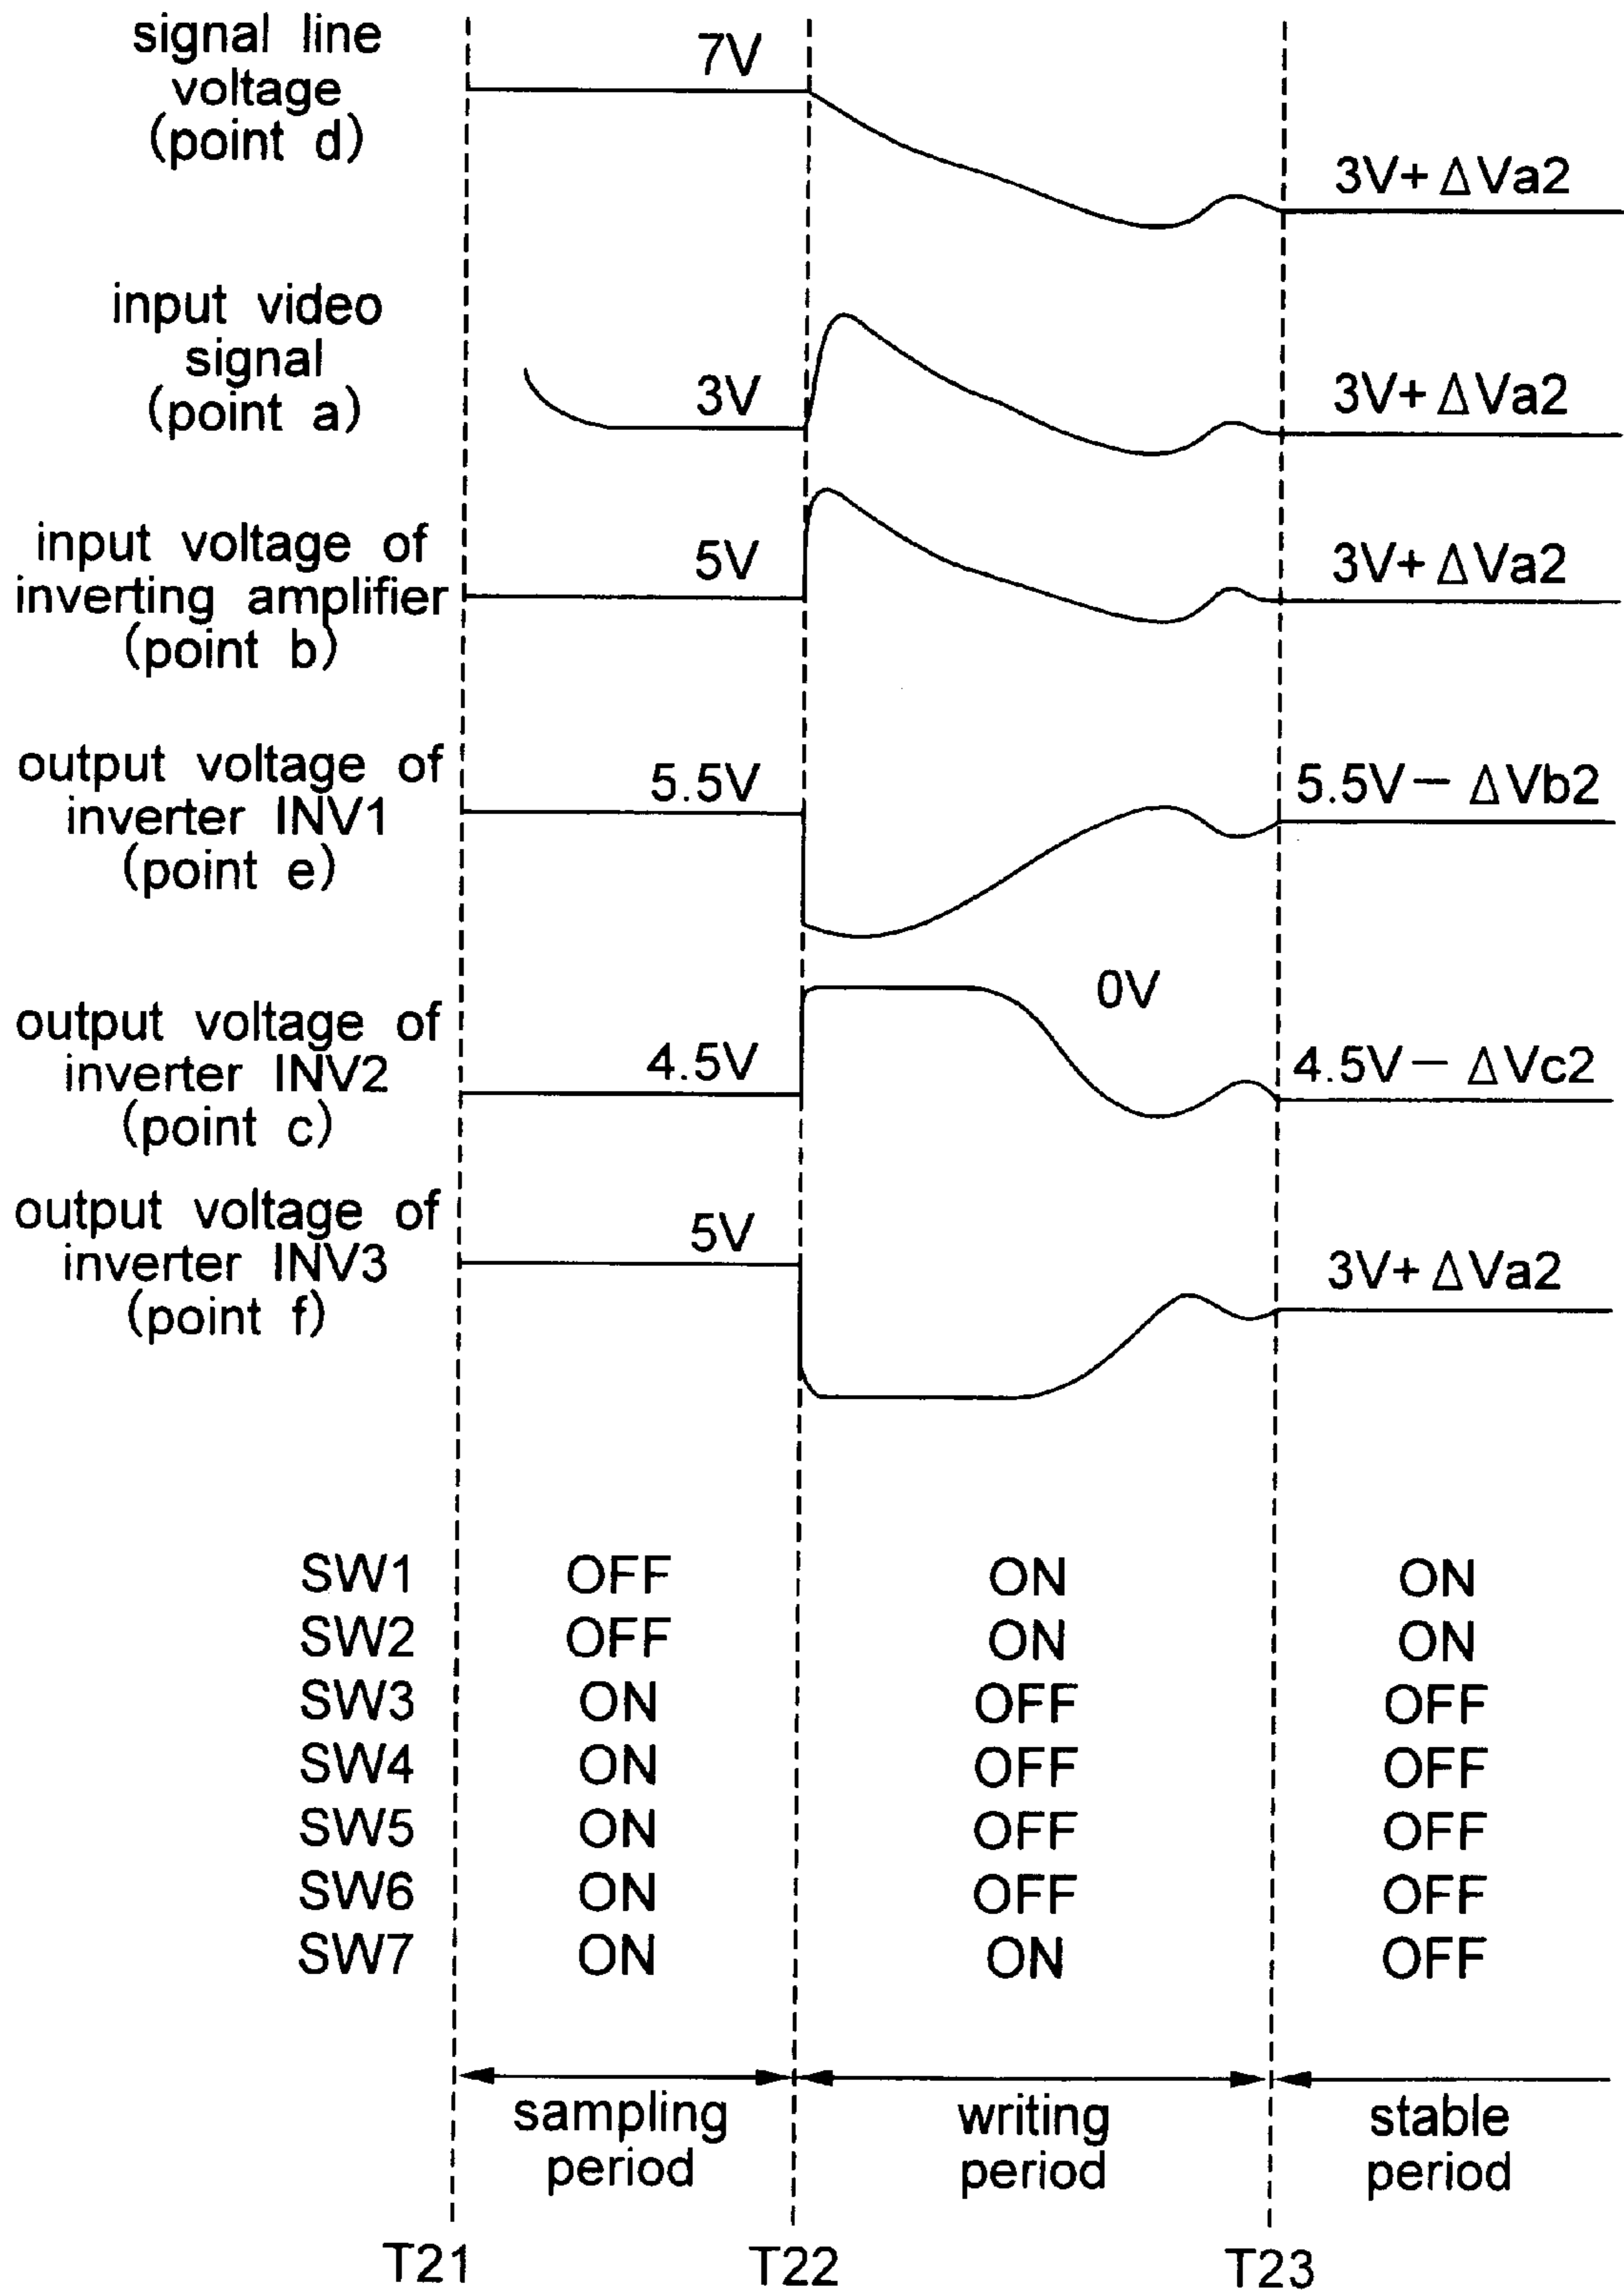 signal line
voltage
(point d)
7V
3V+ΔVa2
input video
signal
(point a)
3V
3V+ΔVa2
input voltage of
inverting amplifier
(point b)
5V
3V+ΔVa2
output voltage of
inverter INV1
(point e)
5.5V
5.5V－ΔVb2
output voltage of
inverter INV2
(point c)
4.5V
0V
4.5V－ΔVc2
output voltage of
inverter INV3
(point f)
5V
3V+ΔVa2
SW1 OFF ON ON
SW2 OFF ON ON
SW3 ON OFF OFF
SW4 ON OFF OFF
SW5 ON OFF OFF
SW6 ON OFF OFF
SW7 ON ON OFF
sampling
period
writing
period
stable
period
T21 T22 T23